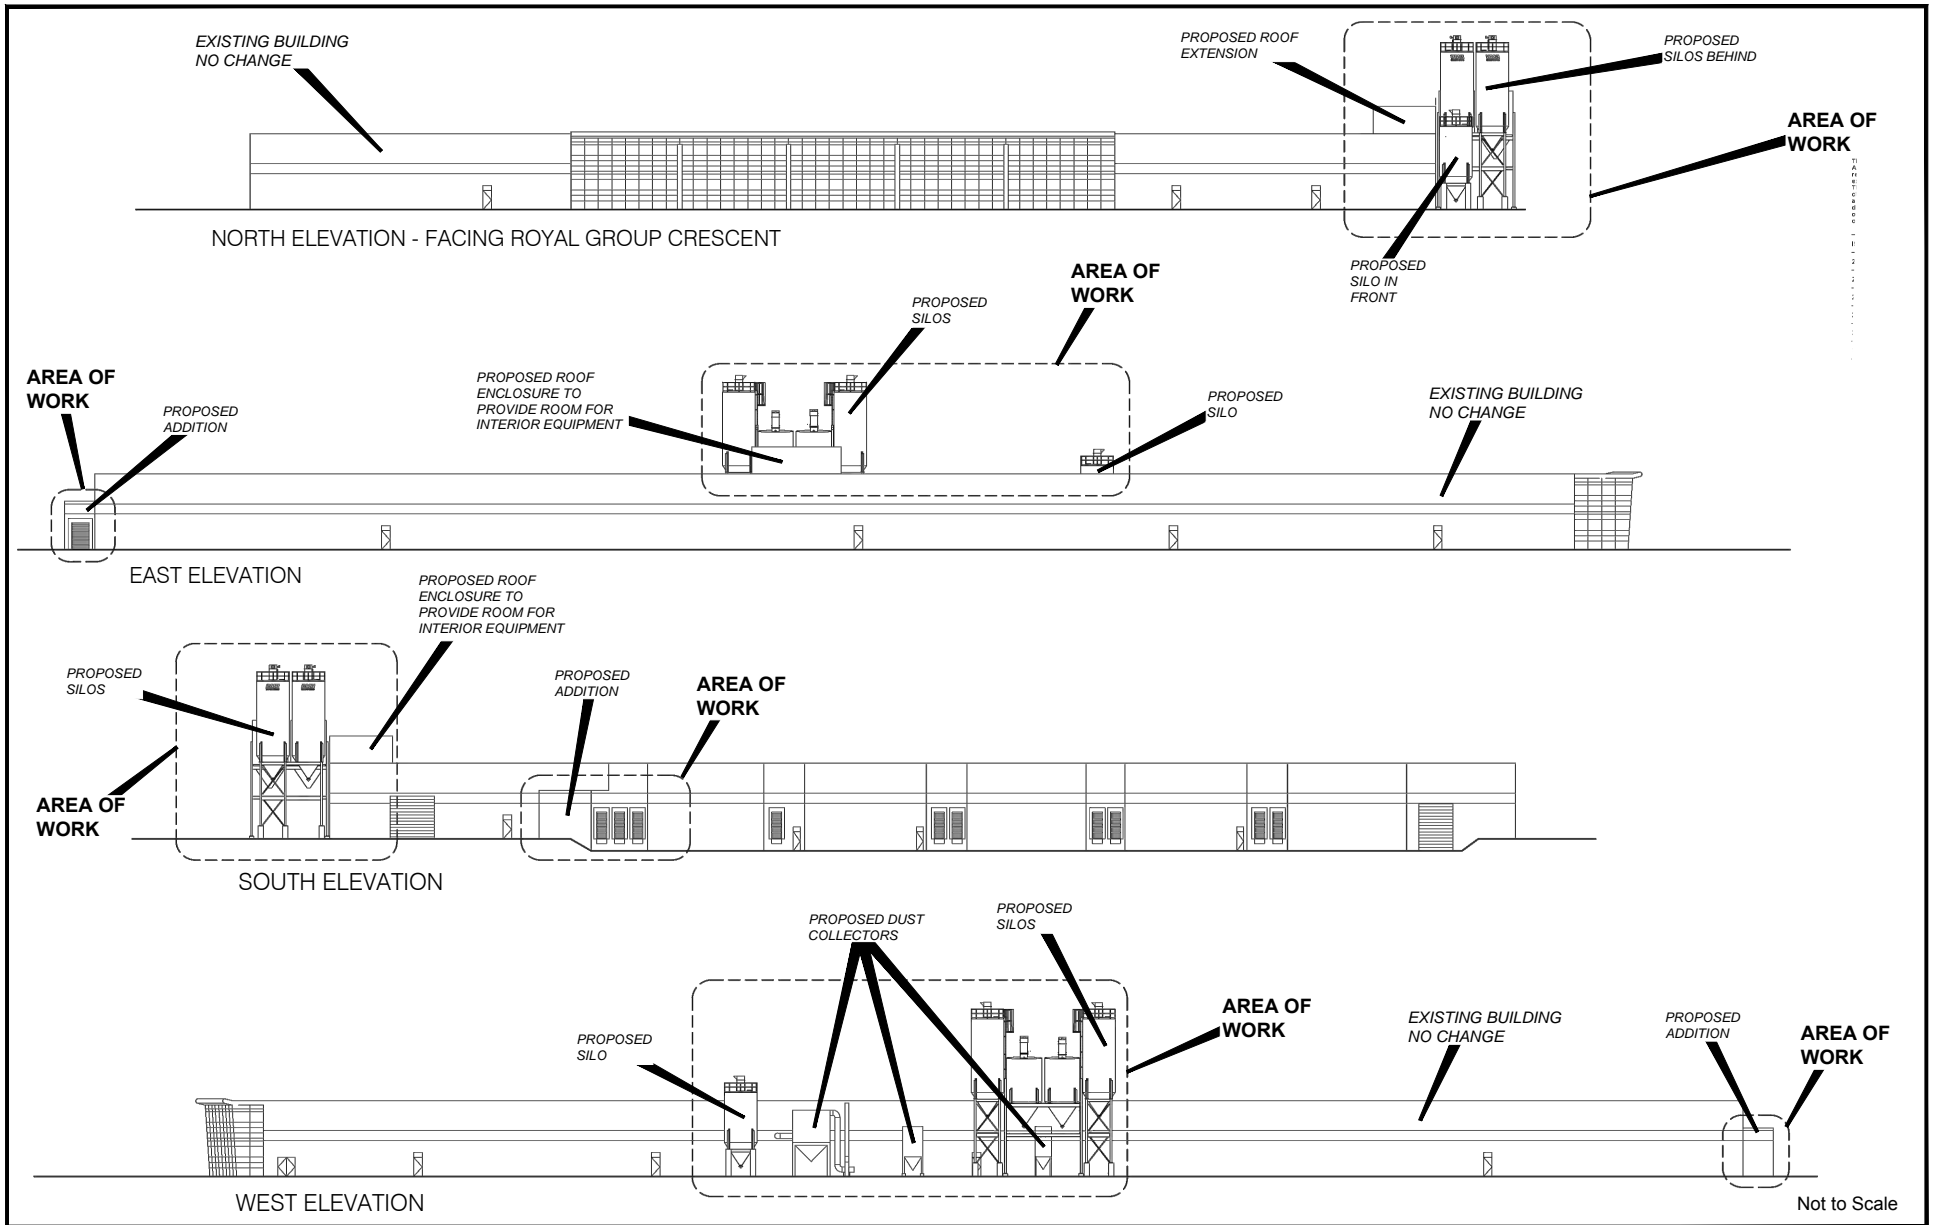 EXISTING BUILDING
NO CHANGE
PROPOSED ROOF
EXTENSION
PROPOSED
SILOS BEHIND
AREA OF
WORK
NORTH ELEVATION - FACING ROYAL GROUP CRESCENT
PROPOSED
SILO IN
FRONT
AREA OF
WORK
PROPOSED
SILOS
AREA OF
WORK
PROPOSED
ADDITION
PROPOSED ROOF
ENCLOSURE TO
PROVIDE ROOM FOR
INTERIOR EQUIPMENT
PROPOSED
SILO
EXISTING BUILDING
NO CHANGE
EAST ELEVATION
PROPOSED ROOF
ENCLOSURE TO
PROVIDE ROOM FOR
INTERIOR EQUIPMENT
PROPOSED
SILOS
PROPOSED
ADDITION
AREA OF
WORK
AREA OF
WORK
SOUTH ELEVATION
PROPOSED DUST
COLLECTORS
PROPOSED
SILOS
PROPOSED
SILO
AREA OF
WORK
EXISTING BUILDING
NO CHANGE
PROPOSED
ADDITION
AREA OF
WORK
WEST ELEVATION
Not to Scale